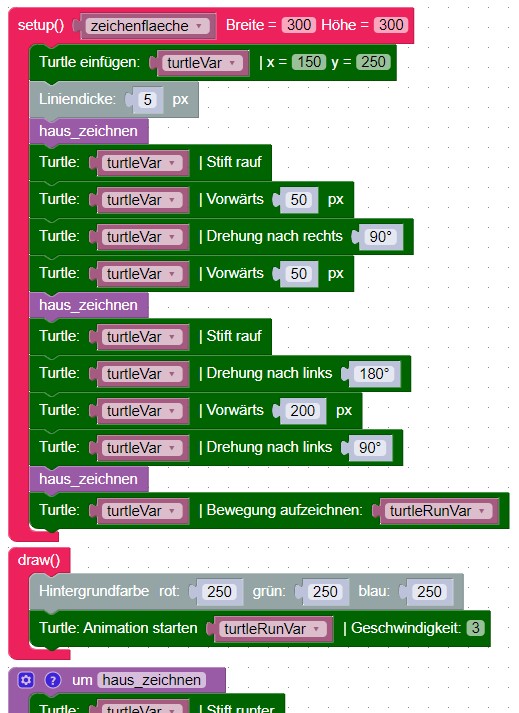 setup() zeichenflaeche Breite = 300 Höhe = 300
Turtle einfügen: turtleVar | x = 150 y = 250
Liniendicke: 5 px
haus_zeichnen
Turtle: turtleVar | Stift rauf
Turtle: turtleVar | Vorwärts 50 px
Turtle: turtleVar | Drehung nach rechts 90°
Turtle: turtleVar | Vorwärts 50 px
haus_zeichnen
Turtle: turtleVar | Stift rauf
Turtle: turtleVar | Drehung nach links 180°
Turtle: turtleVar | Vorwärts 200 px
Turtle: turtleVar | Drehung nach links 90°
haus_zeichnen
Turtle: turtleVar | Bewegung aufzeichnen: turtleRunVar
draw()
Hintergrundfarbe rot: 250 grün: 250 blau: 250
Turtle: Animation starten turtleRunVar | Geschwindigkeit: 3
? um haus_zeichnen
Turtle: turtleVar | Stift runter